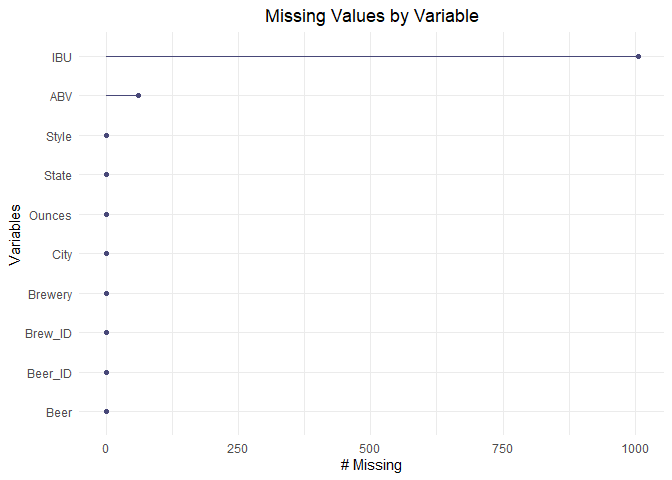 Missing Values by Variable
IBU
ABV
Style
State
Ounces
City
Brewery
Brew_ID
Beer_ID
Beer
Variables
0 250 500 750 1000
# Missing